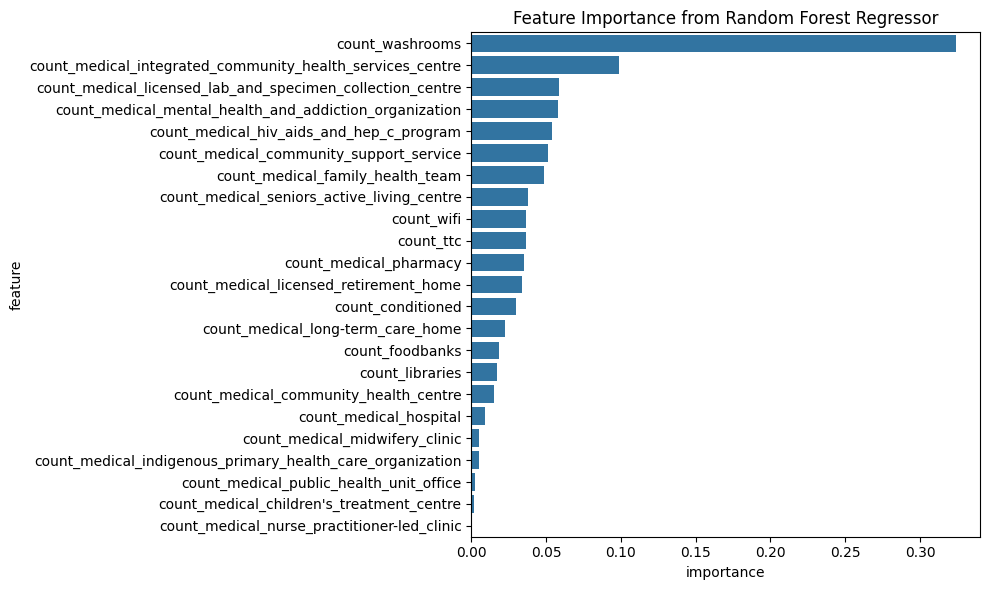 Feature Importance from Random Forest Regressor
feature
count_washrooms
count_medical_integrated_community_health_services_centre
count_medical_licensed_lab_and_specimen_collection_centre
count_medical_mental_health_and_addiction_organization
count_medical_hiv_aids_and_hep_c_program
count_medical_community_support_service
count_medical_family_health_team
count_medical_seniors_active_living_centre
count_wifi
count_ttc
count_medical_pharmacy
count_medical_licensed_retirement_home
count_conditioned
count_medical_long-term_care_home
count_foodbanks
count_libraries
count_medical_community_health_centre
count_medical_hospital
count_medical_midwifery_clinic
count_medical_indigenous_primary_health_care_organization
count_medical_public_health_unit_office
count_medical_children's_treatment_centre
count_medical_nurse_practitioner-led_clinic
0.00 0.05 0.10 0.15 0.20 0.25 0.30
importance